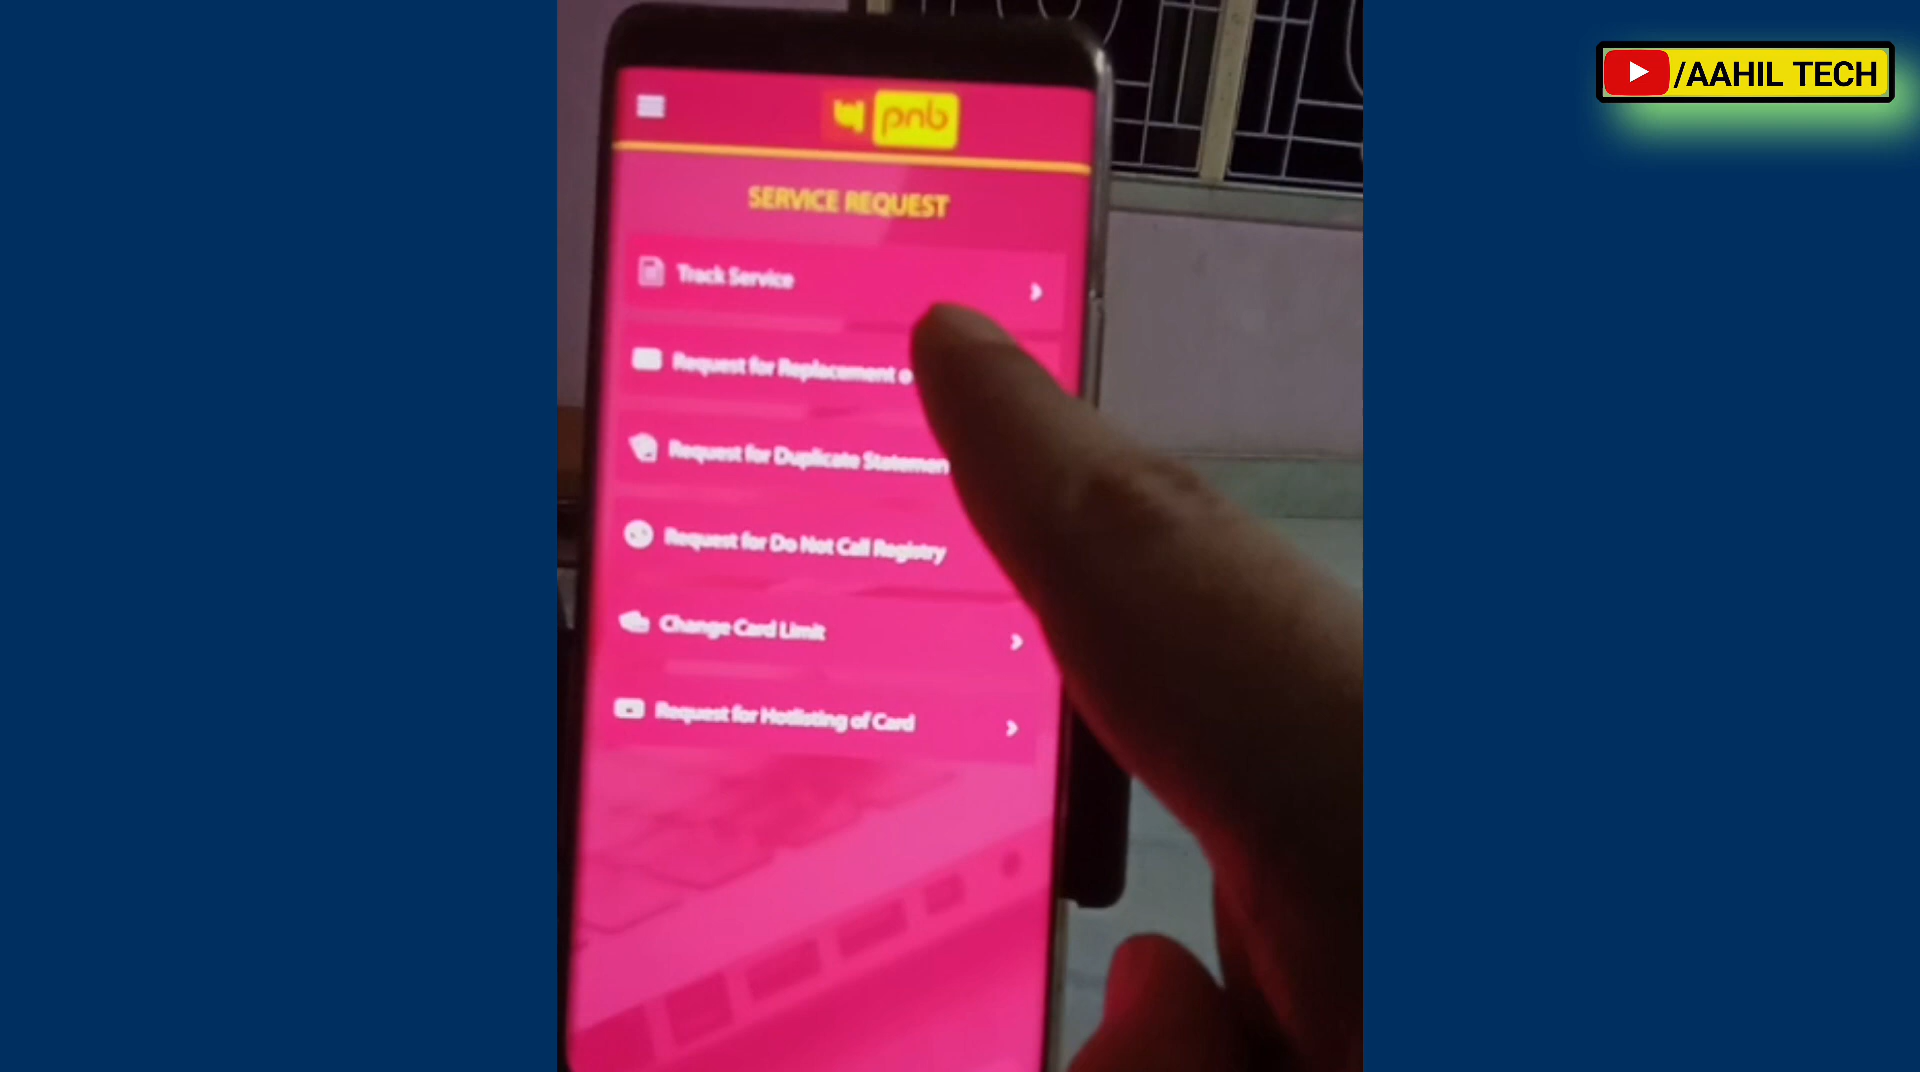 /AAHIL TECH
pnb
SERVICE REQUEST
Track Service
Request for Replacement o
Request for Duplicate Statemen
Request for Do Not Call Registry
Change Card Limit
Request for Hotlisting of Card